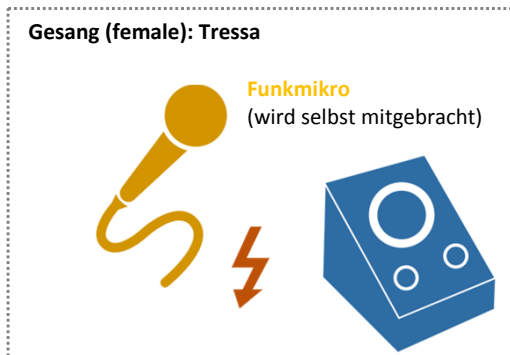 Gesang (female): Tressa
Funkmikro
(wird selbst mitgebracht)